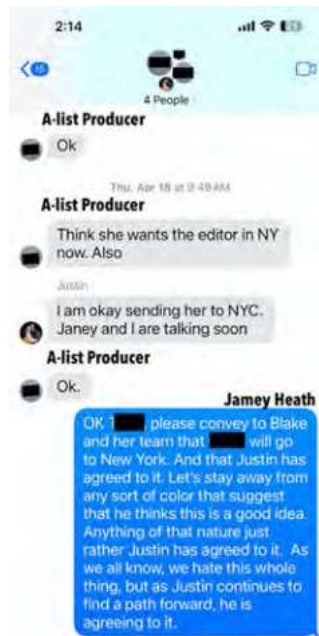 2:14
4 People
A-list Producer
Ok
Thu, Apr 18 at 9:49 AM
A-list Producer
Think she wants the editor in NY
now. Also
Justin
I am okay sending her to NYC.
Janey and I are talking soon
A-list Producer
Ok.
Jamey Heath
OK T , please convey to Blake
and her team that will go
to New York. And that Justin has
agreed to it. Let's stay away from
any sort of color that suggest
that he thinks this is a good idea.
Anything of that nature just
rather Justin has agreed to it. As
we all know, we hate this whole
thing, but as Justin continues to
find a path forward, he is
agreeing to it.